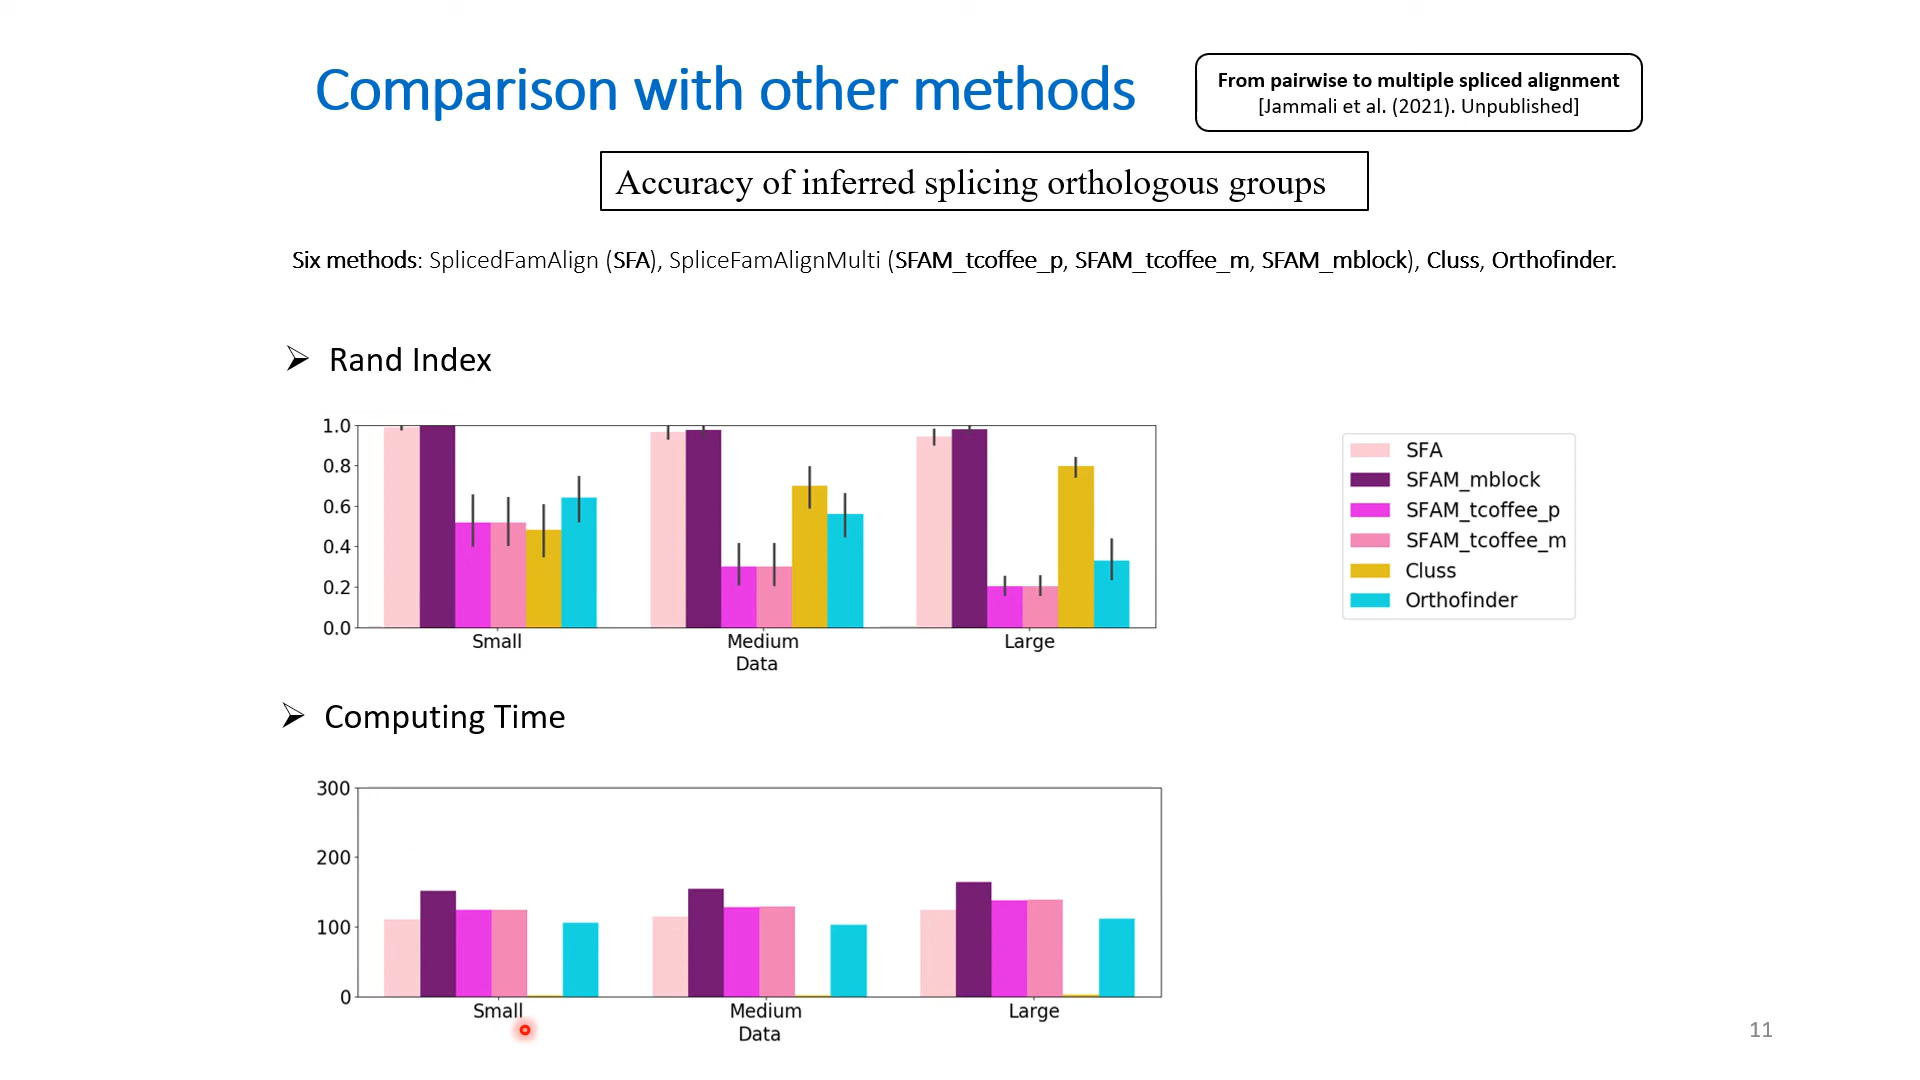 Comparison with other methods
From pairwise to multiple spliced alignment
[Jammali et al. (2021). Unpublished]
Accuracy of inferred splicing orthologous groups
Six methods: SplicedFamAlign (SFA), SpliceFamAlignMulti (SFAM_tcoffee_p, SFAM_tcoffee_m, SFAM_mblock), Cluss, Orthofinder.
➢ Rand Index
1.0
0.8
0.6
0.4
0.2
0.0
Small
Medium
Large
Data
SFA
SFAM_mblock
SFAM_tcoffee_p
SFAM_tcoffee_m
Cluss
Orthofinder
➢ Computing Time
300
200
100
0
Small
Medium
Large
Data
11